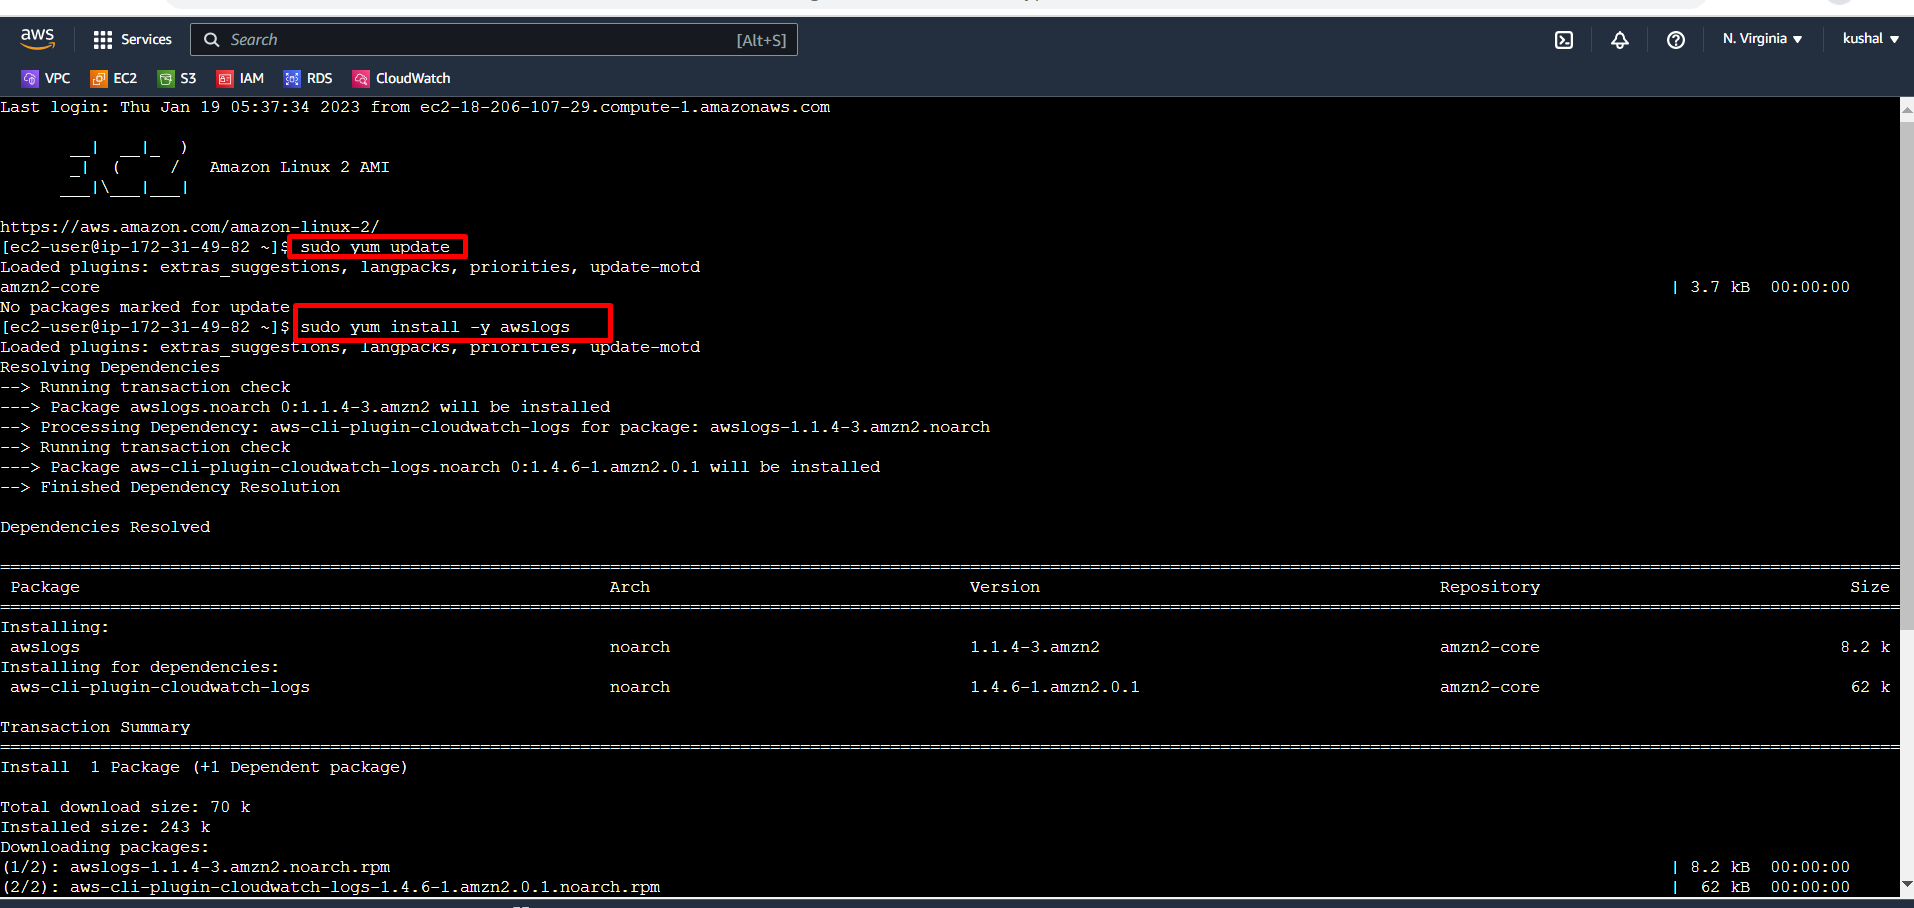 aws Services Search [Alt+S] N. Virginia kushal
VPC EC2 S3 IAM RDS CloudWatch
Last login: Thu Jan 19 05:37:34 2023 from ec2-18-206-107-29.compute-1.amazonaws.com
__|  __|_  )
_|  (     /   Amazon Linux 2 AMI
___|\___|___|
https://aws.amazon.com/amazon-linux-2/
[ec2-user@ip-172-31-49-82 ~]$ sudo yum update
Loaded plugins: extras_suggestions, langpacks, priorities, update-motd
amzn2-core | 3.7 kB 00:00:00
No packages marked for update
[ec2-user@ip-172-31-49-82 ~]$ sudo yum install -y awslogs
Loaded plugins: extras_suggestions, langpacks, priorities, update-motd
Resolving Dependencies
--> Running transaction check
---> Package awslogs.noarch 0:1.1.4-3.amzn2 will be installed
--> Processing Dependency: aws-cli-plugin-cloudwatch-logs for package: awslogs-1.1.4-3.amzn2.noarch
--> Running transaction check
---> Package aws-cli-plugin-cloudwatch-logs.noarch 0:1.4.6-1.amzn2.0.1 will be installed
--> Finished Dependency Resolution
Dependencies Resolved
Package Arch Version Repository Size
Installing:
awslogs noarch 1.1.4-3.amzn2 amzn2-core 8.2 k
Installing for dependencies:
aws-cli-plugin-cloudwatch-logs noarch 1.4.6-1.amzn2.0.1 amzn2-core 62 k
Transaction Summary
Install  1 Package (+1 Dependent package)
Total download size: 70 k
Installed size: 243 k
Downloading packages:
(1/2): awslogs-1.1.4-3.amzn2.noarch.rpm | 8.2 kB 00:00:00
(2/2): aws-cli-plugin-cloudwatch-logs-1.4.6-1.amzn2.0.1.noarch.rpm | 62 kB 00:00:00